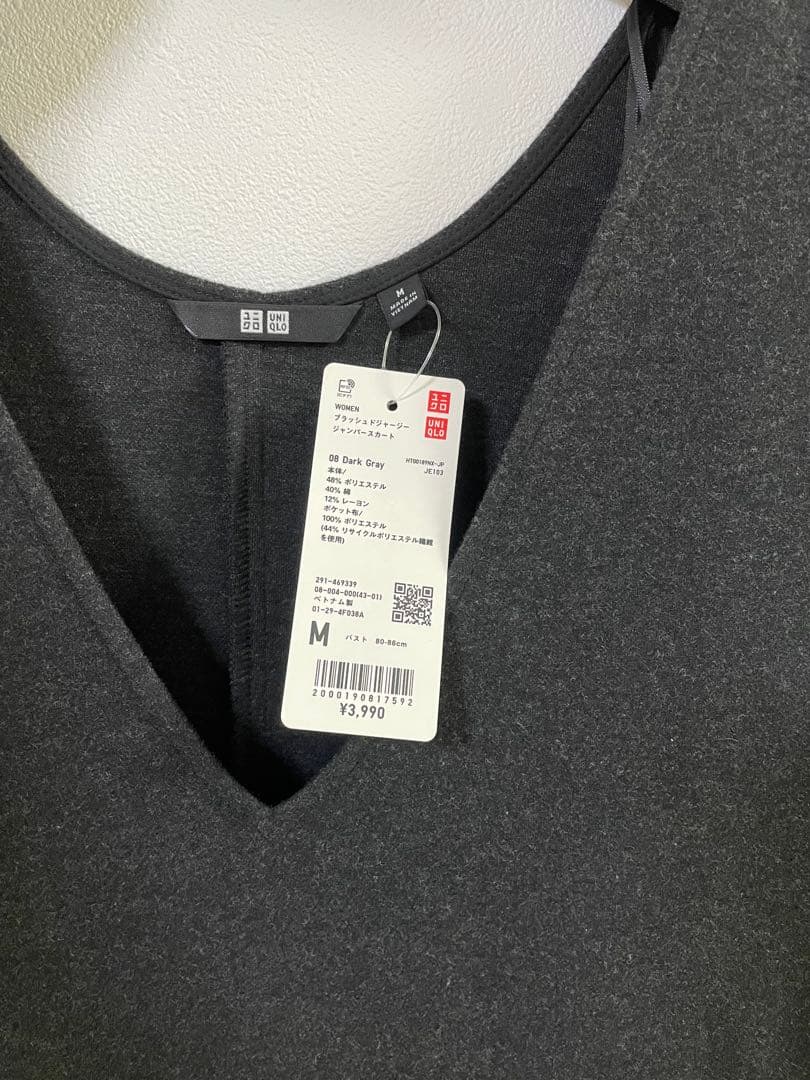 ユニ
クロ
UNI
QLO
M
MADE IN
VIETNAM
ユニ
クロ
UNI
QLO
WOMEN
ブラッシュドジャージー
ジャンパースカート
08 Dark Gray
HT00189NX-JP
JE103
本体/
48% ポリエステル
40% 綿
12% レーヨン
ポケット布/
100% ポリエステル
(44% リサイクルポリエステル繊維
を使用)
291-469339
08-004-000(43-01)
ベトナム製
01-29-4F038A
M バスト 80-86cm
2000190817592
¥3,990